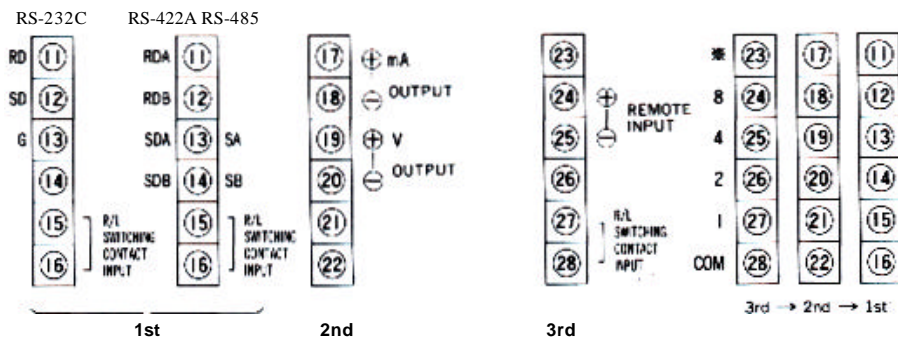 RS-232C RS-422A RS-485
RD 11 RDA 11 17 + mA 23 ※ 23 17 11
SD 12 RDB 12 18 − OUTPUT 24 + 8 24 18 12
REMOTE
INPUT
G 13 SDA 13 SA 19 + V 25 − 4 25 19 13
14 SDB 14 SB 20 − OUTPUT 26 2 26 20 14
15 15 21 27 1 27 21 15
R/L
SWITCHING
CONTACT
INPUT
R/L
SWITCHING
CONTACT
INPUT
R/L
SWITCHING
CONTACT
INPUT
16 16 22 28 COM 28 22 16
3rd → 2nd → 1st
1st 2nd 3rd